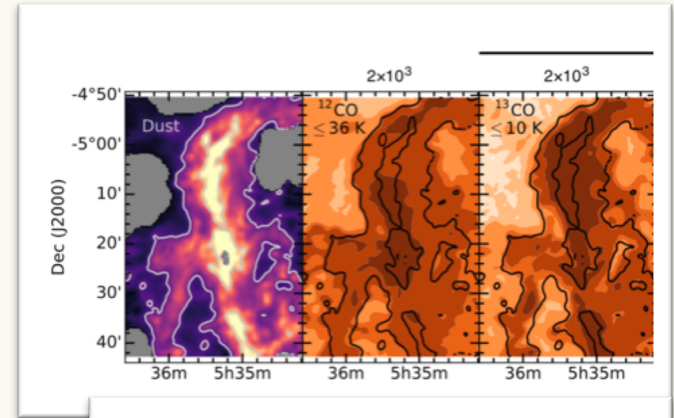 2×10³ 2×10³
-4°50'
Dust ¹²CO ¹³CO
≤ 36 K ≤ 10 K
-5°00'
10'
Dec (J2000)
20'
30'
40'
36m 5h35m 36m 5h35m 36m 5h35m